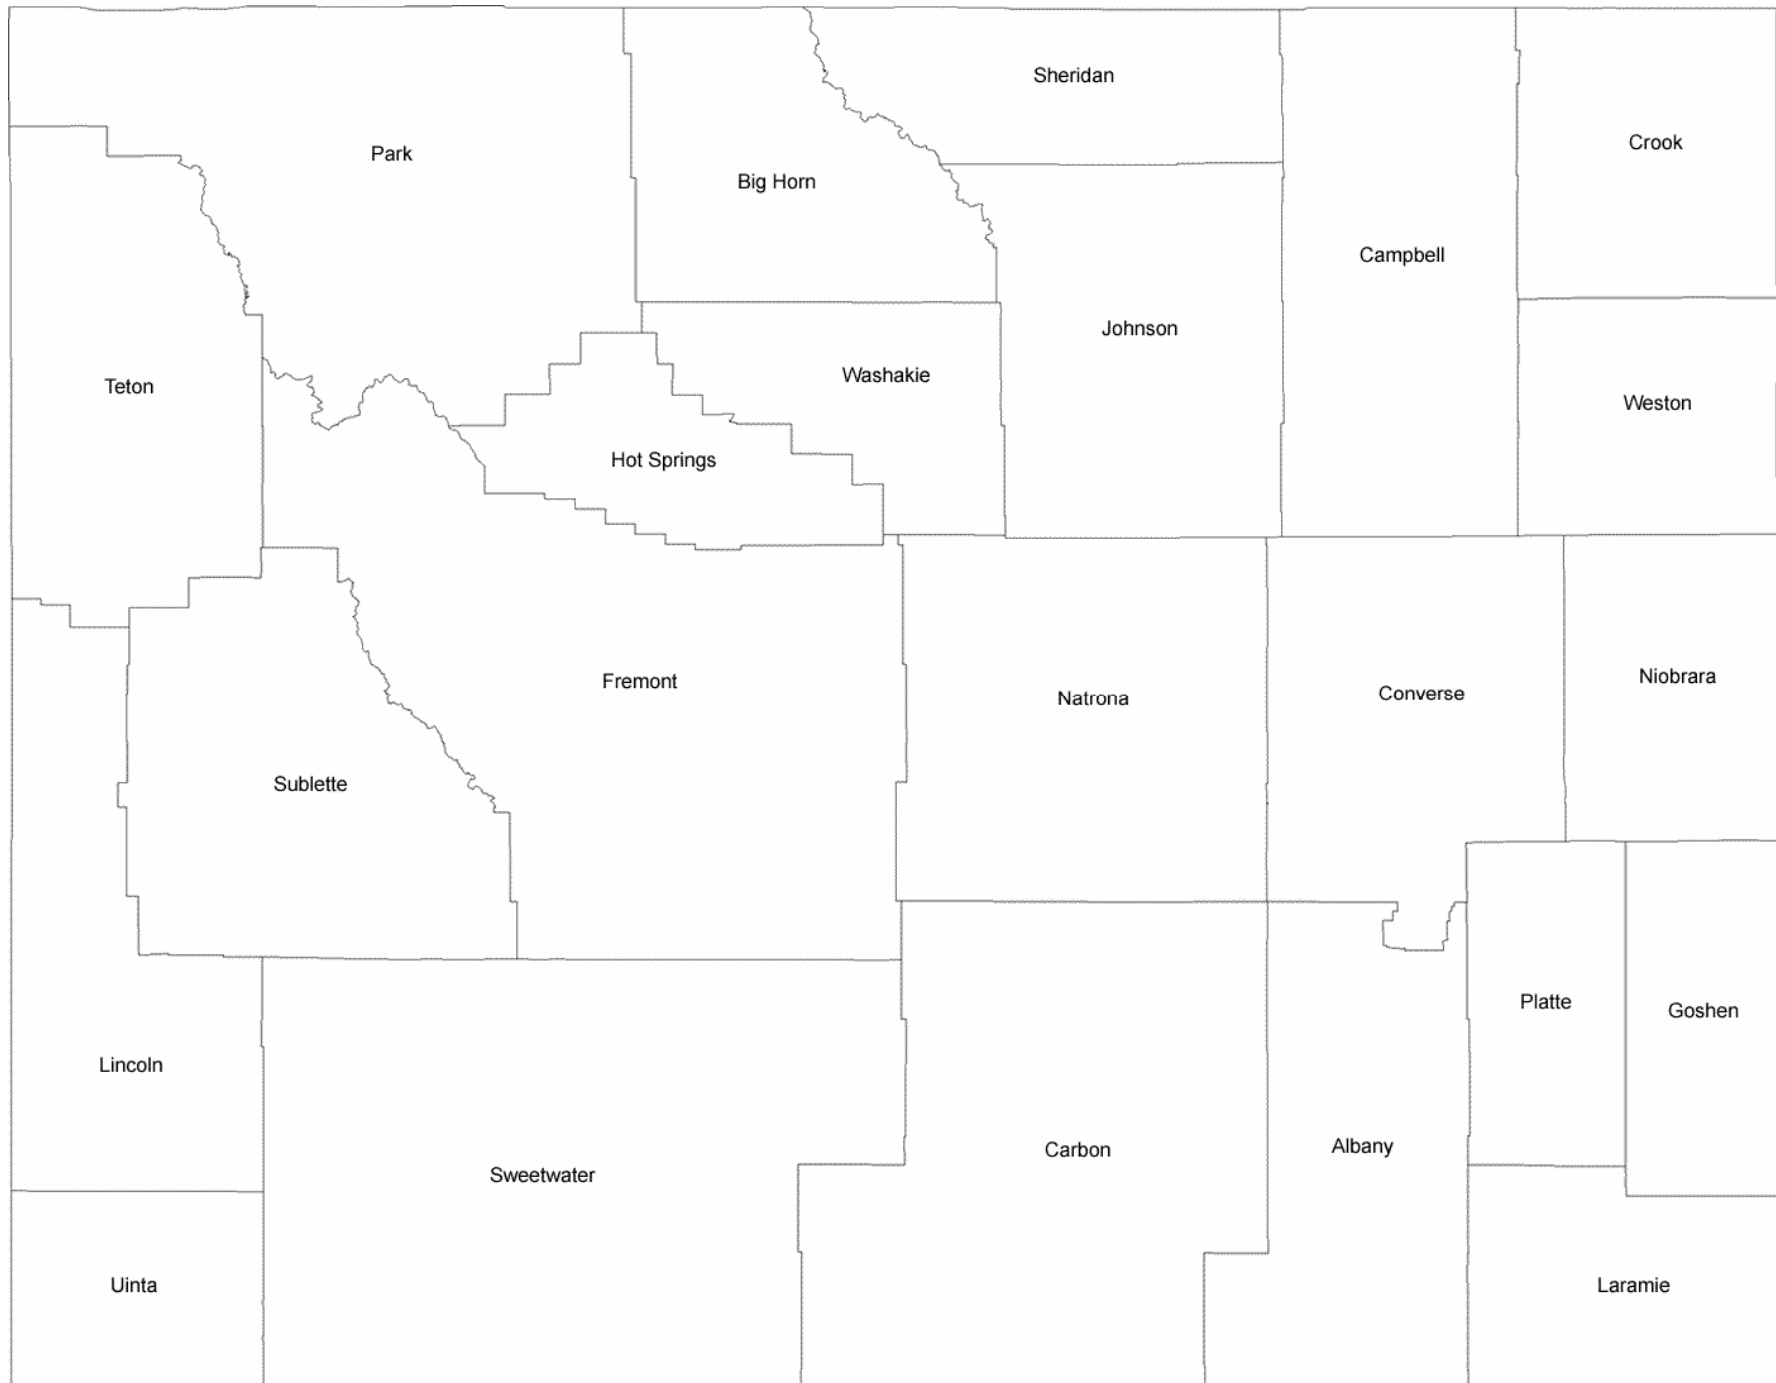 Sheridan
Crook
Park
Big Horn
Campbell
Johnson
Washakie
Teton
Weston
Hot Springs
Niobrara
Fremont
Converse
Natrona
Sublette
Platte
Goshen
Lincoln
Albany
Carbon
Sweetwater
Uinta
Laramie